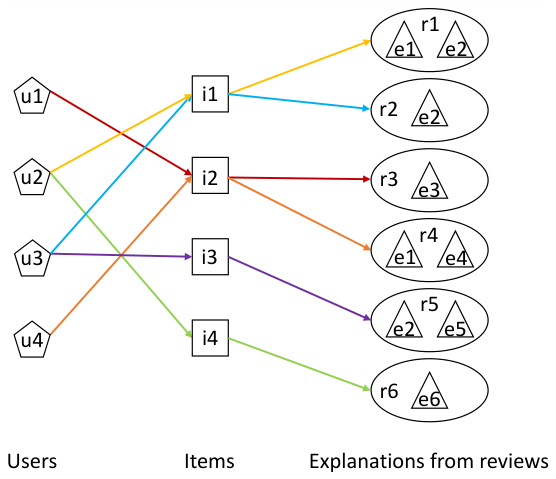 r1
e1 e2
u1
i1
r2
e2
u2
i2
r3
e3
r4
e1 e4
u3
i3
r5
e2 e5
u4
i4
r6
e6
Users
Items
Explanations from reviews